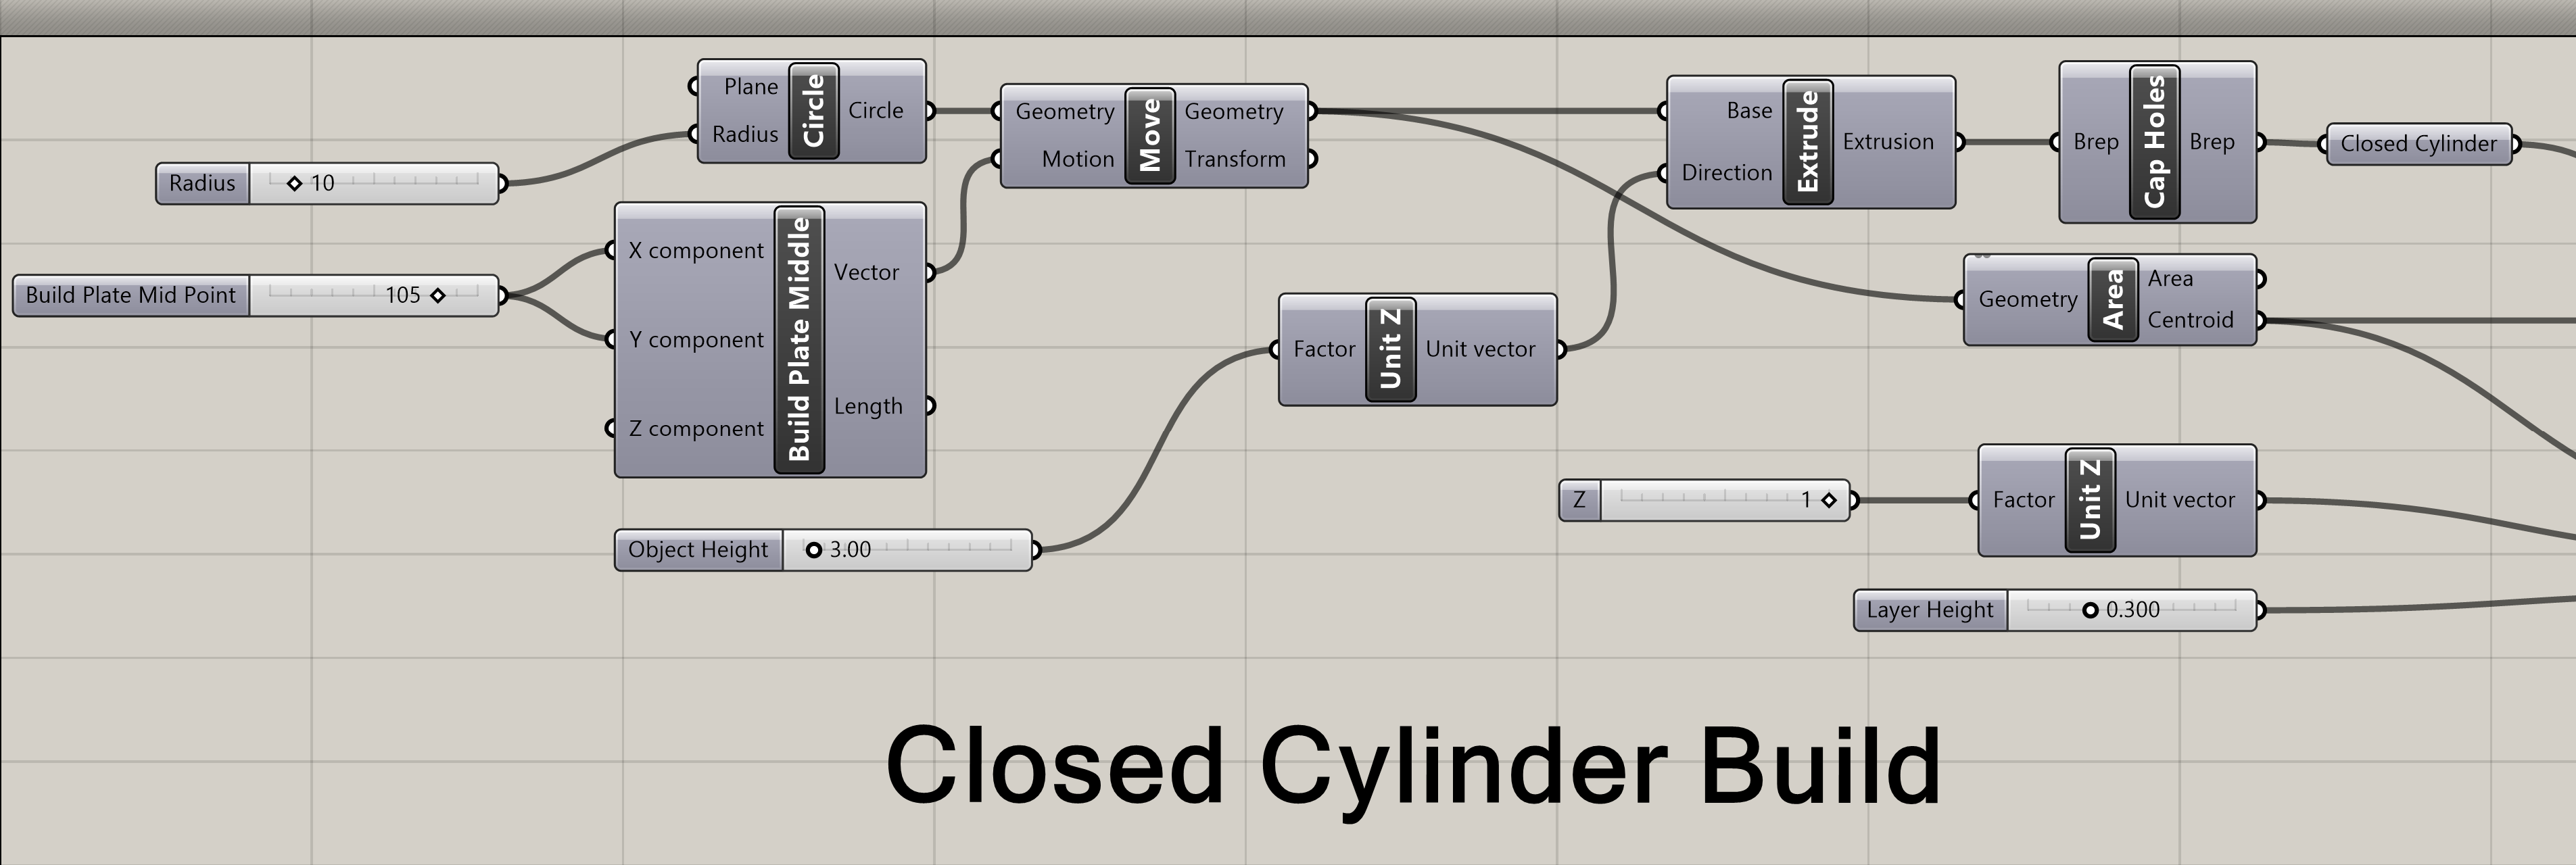 Plane
Radius
Circle
Circle
Radius
10
Geometry
Motion
Move
Geometry
Transform
Base
Direction
Extrude
Extrusion
Brep
Cap Holes
Brep
Closed Cylinder
Build Plate Mid Point
105
X component
Y component
Z component
Build Plate Middle
Vector
Length
Factor
Unit Z
Unit vector
Geometry
Area
Area
Centroid
Z
1
Factor
Unit Z
Unit vector
Object Height
3.00
Layer Height
0.300
Closed Cylinder Build